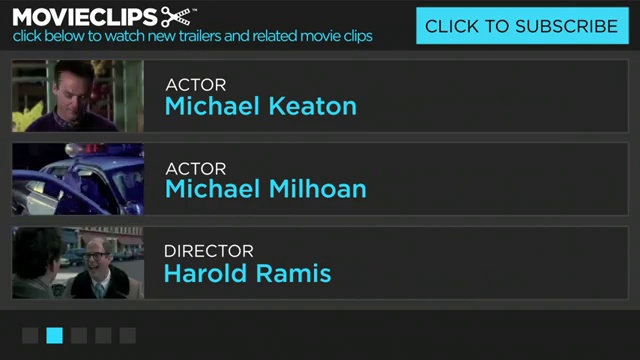 MOVIECLIPS™
click below to watch new trailers and related movie clips
CLICK TO SUBSCRIBE
ACTOR
Michael Keaton
ACTOR
Michael Milhoan
DIRECTOR
Harold Ramis